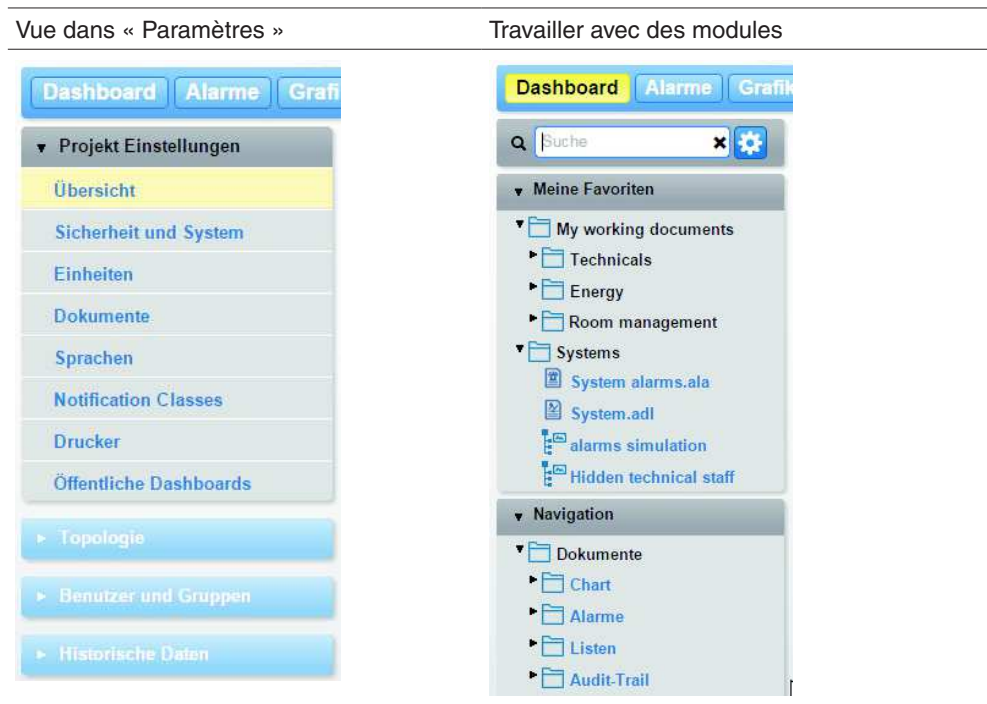 Vue dans « Paramètres »
Travailler avec des modules
Dashboard Alarme Grafi
Projekt Einstellungen
Übersicht
Sicherheit und System
Einheiten
Dokumente
Sprachen
Notification Classes
Drucker
Öffentliche Dashboards
Topologie
Benutzer und Gruppen
Historische Daten
Dashboard Alarme Grafik
Suche
Meine Favoriten
My working documents
Technicals
Energy
Room management
Systems
System alarms.ala
System.adl
alarms simulation
Hidden technical staff
Navigation
Dokumente
Chart
Alarme
Listen
Audit-Trail